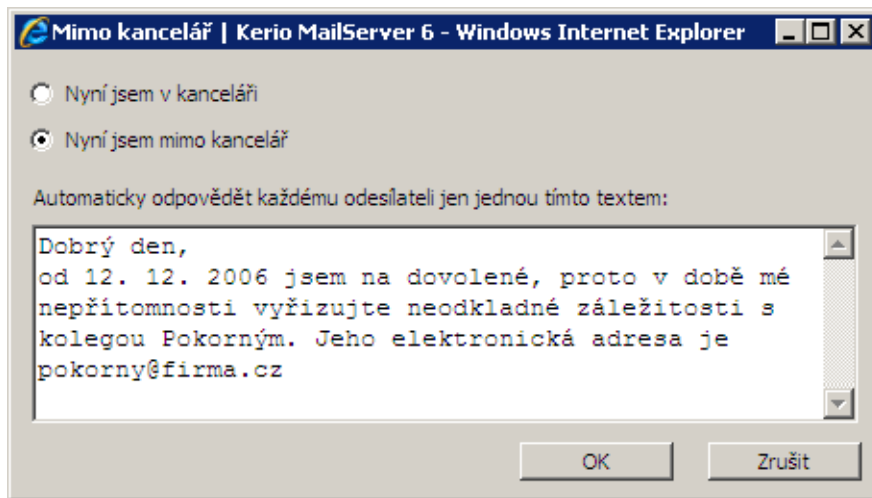 Mimo kancelář | Kerio MailServer 6 - Windows Internet Explorer
Nyní jsem v kanceláři
Nyní jsem mimo kancelář
Automaticky odpovědět každému odesílateli jen jednou tímto textem:
Dobrý den,
od 12. 12. 2006 jsem na dovolené, proto v době mé
nepřítomnosti vyřizujte neodkladné záležitosti s
kolegou Pokorným. Jeho elektronická adresa je
pokorny@firma.cz
OK Zrušit